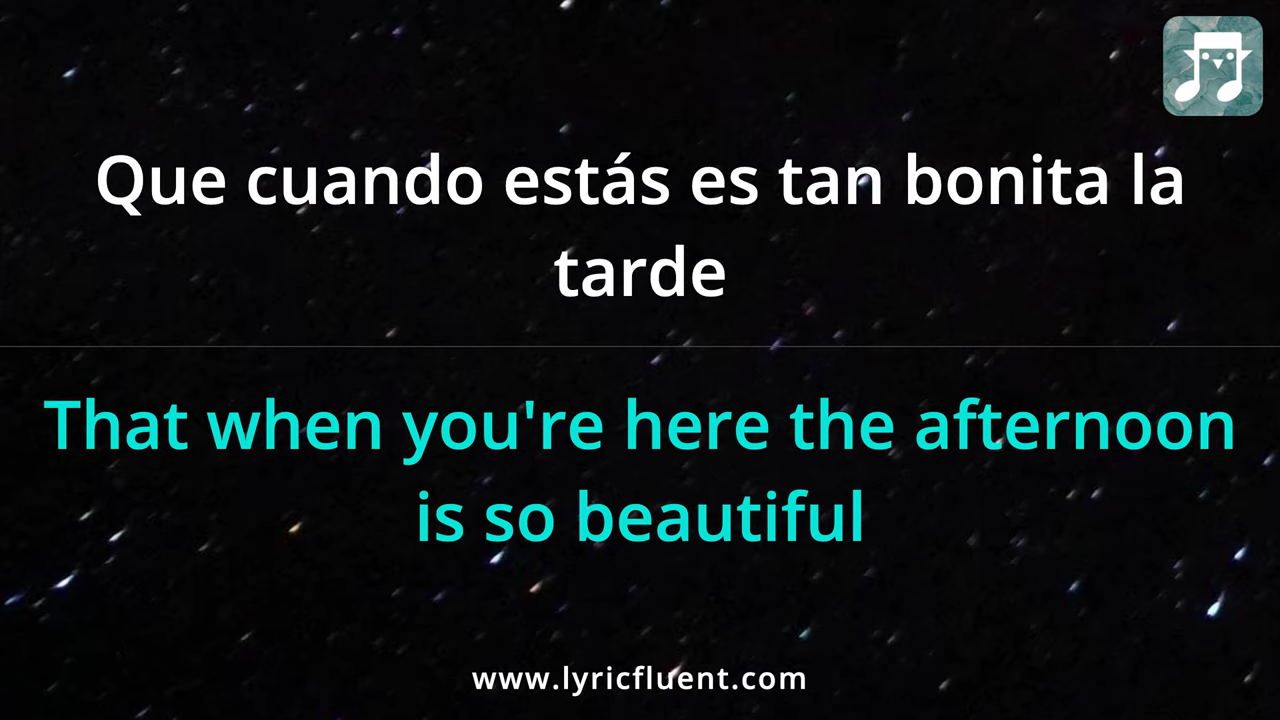 Que cuando estás es tan bonita la
tarde
That when you're here the afternoon
is so beautiful
www.lyricfluent.com